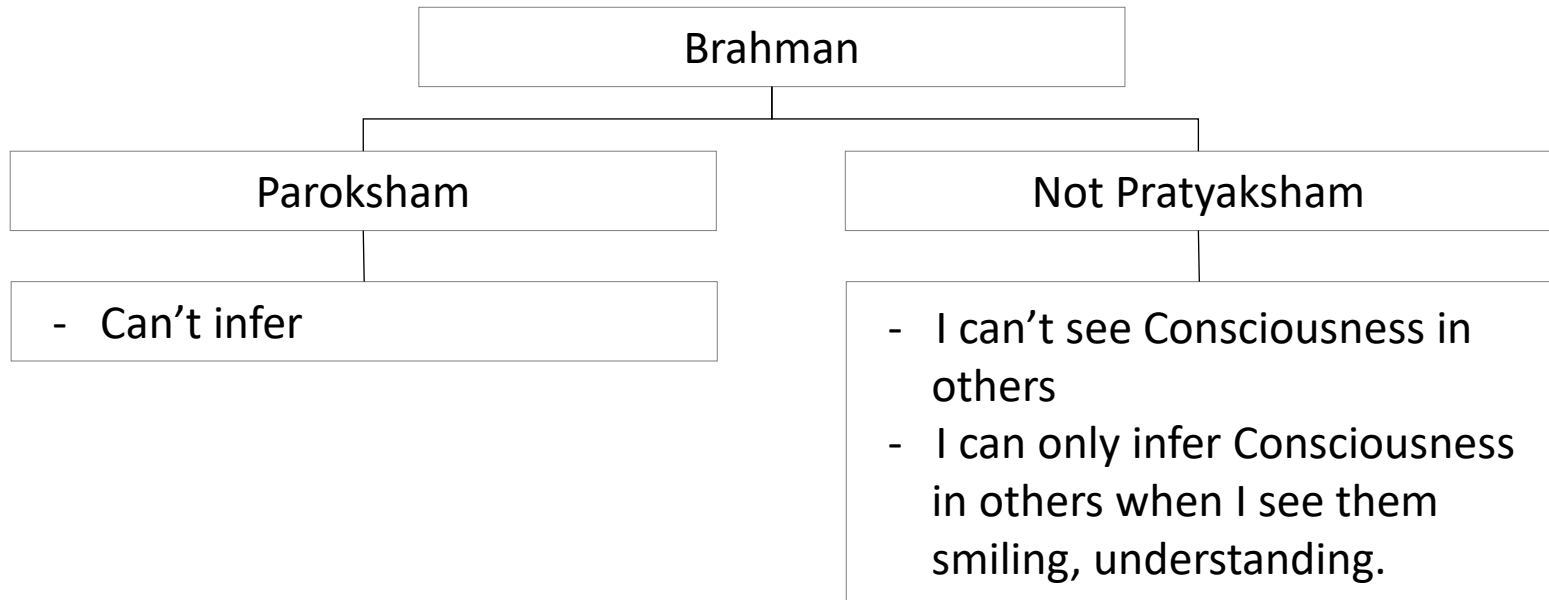 Brahman
Paroksham
Not Pratyaksham
- Can’t infer
- I can’t see Consciousness in
others
- I can only infer Consciousness
in others when I see them
smiling, understanding.